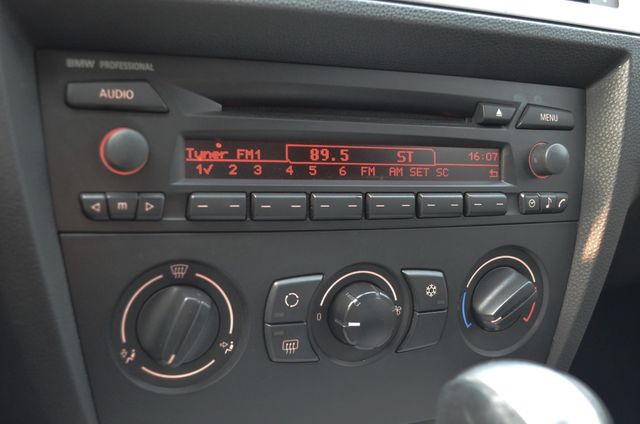 BMW PROFESSIONAL
AUDIO
MENU
Tuner FM1 89.5 ST 16:07
1✓ 2 3 4 5 6 FM AM SET SC
m
0